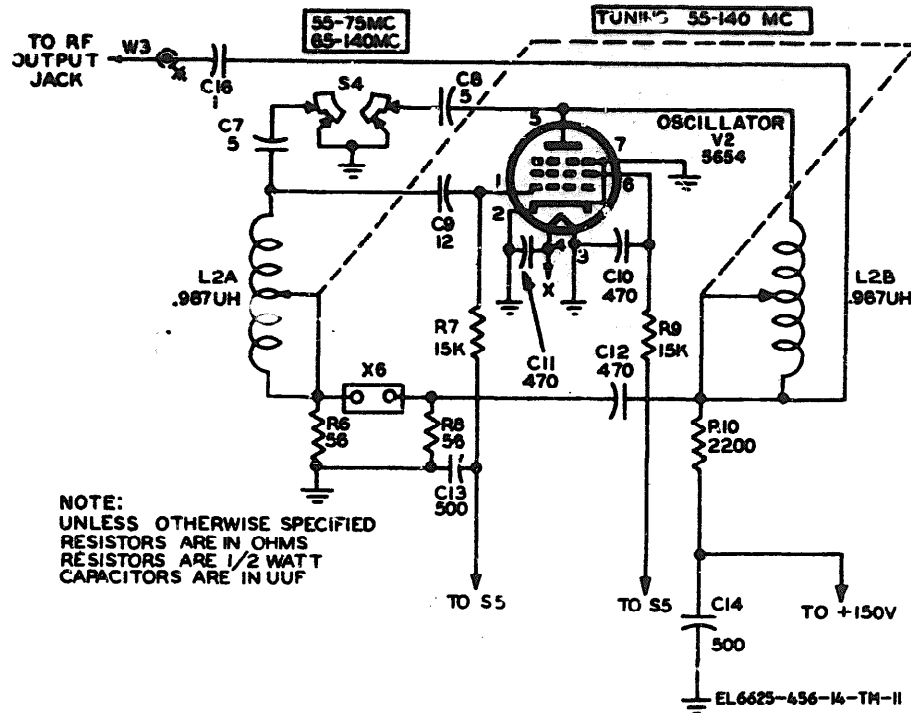 55-75MC
65-140MC
TUNING 55-140 MC
TO RF
OUTPUT
JACK
W3
C16
1
S4
C8
5
C7
5
5
OSCILLATOR
V2
5654
7
6
1
2
C9
12
4
3
X
C10
470
C11
470
L2A
.987UH
L2B
.987UH
R7
15K
R9
15K
C12
470
X6
R6
56
R8
56
C13
500
R10
2200
NOTE:
UNLESS OTHERWISE SPECIFIED
RESISTORS ARE IN OHMS
RESISTORS ARE 1/2 WATT
CAPACITORS ARE IN UUF
TO S5
TO S5
C14
500
TO +150V
EL6625-456-14-TM-11